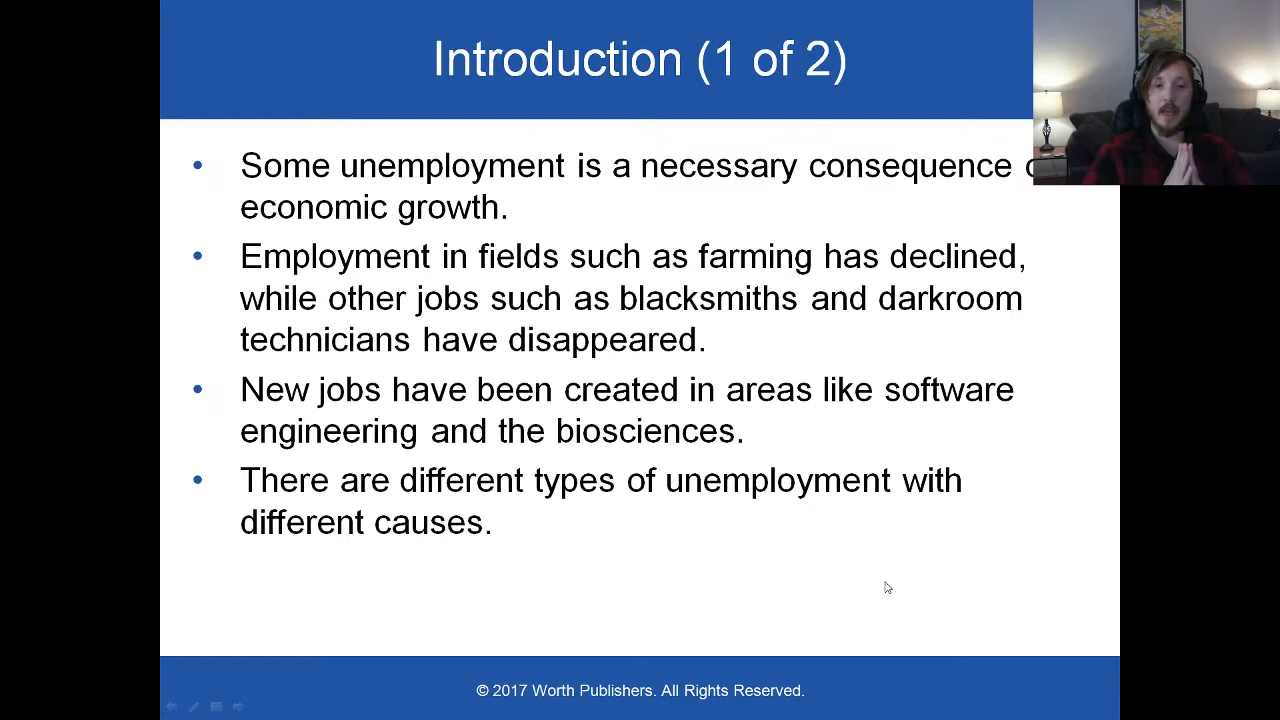 Introduction (1 of 2)
• Some unemployment is a necessary consequence
economic growth.
• Employment in fields such as farming has declined,
while other jobs such as blacksmiths and darkroom
technicians have disappeared.
• New jobs have been created in areas like software
engineering and the biosciences.
• There are different types of unemployment with
different causes.
© 2017 Worth Publishers. All Rights Reserved.